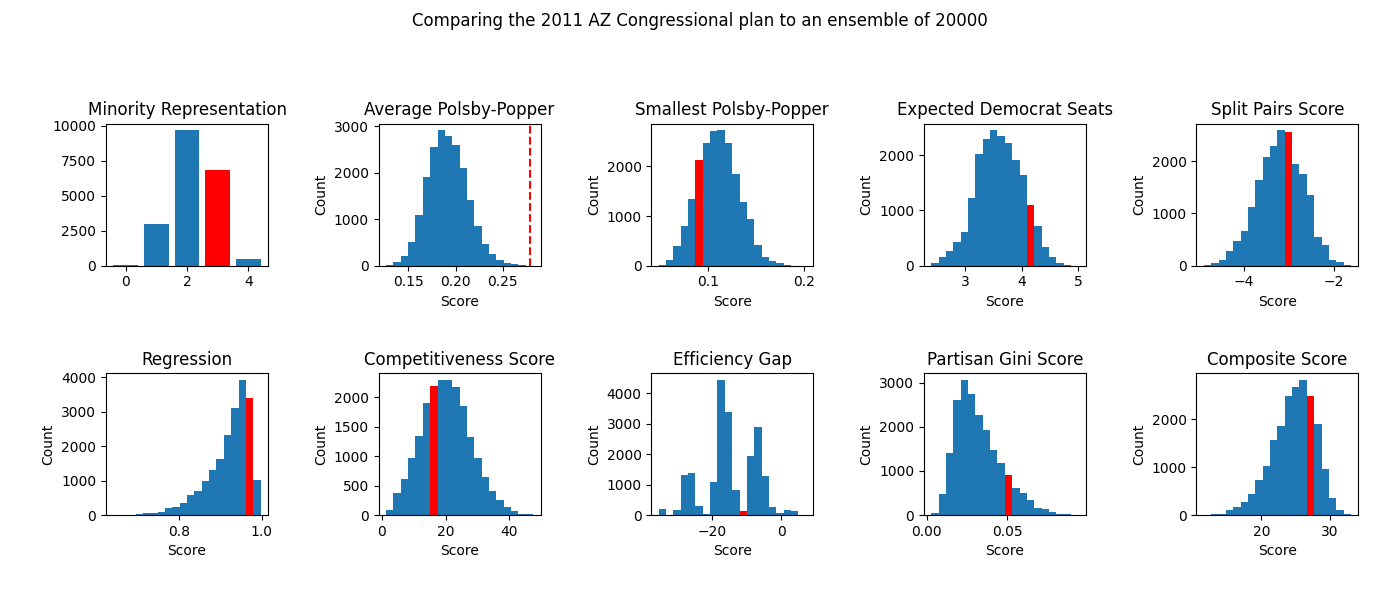 Comparing the 2011 AZ Congressional plan to an ensemble of 20000
Minority Representation
10000
7500
5000
2500
0
0 2 4
Average Polsby-Popper
Count
3000
2000
1000
0
0.15 0.20 0.25
Score
Smallest Polsby-Popper
Count
2000
1000
0
0.1 0.2
Score
Expected Democrat Seats
Count
2000
1000
0
3 4 5
Score
Split Pairs Score
Count
2000
1000
0
−4 −2
Score
Regression
Count
4000
3000
2000
1000
0
0.8 1.0
Score
Competitiveness Score
Count
2000
1500
1000
500
0
0 20 40
Score
Efficiency Gap
Count
4000
3000
2000
1000
0
−20 0
Score
Partisan Gini Score
Count
3000
2000
1000
0
0.00 0.05
Score
Composite Score
Count
2000
1000
0
20 30
Score